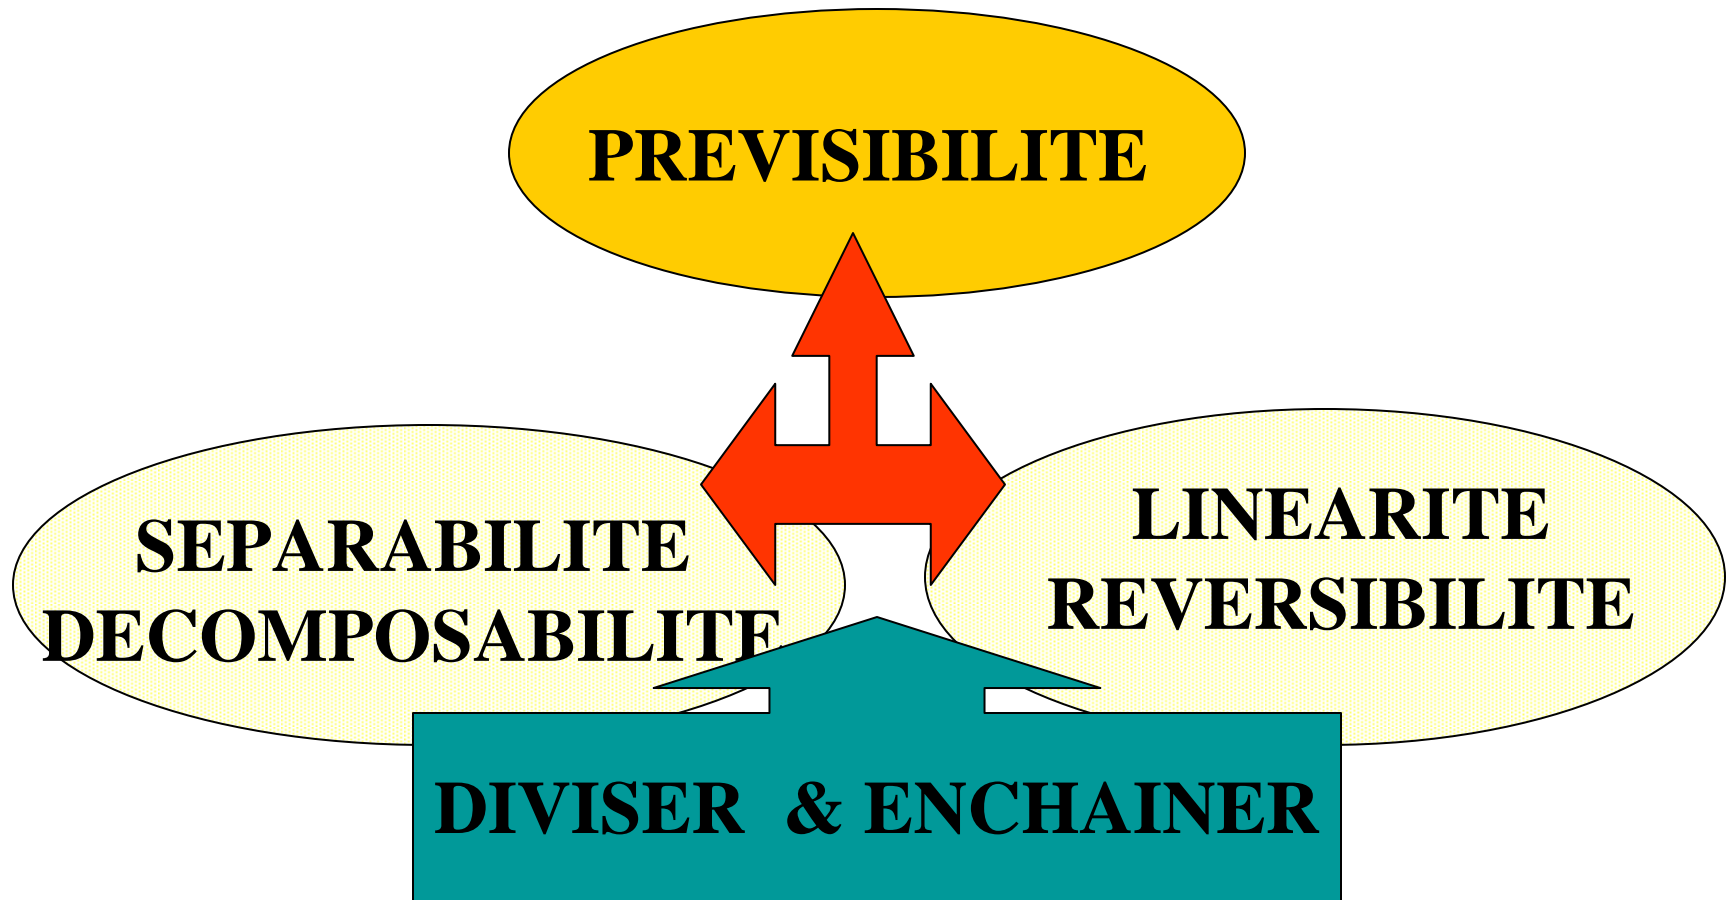 PREVISIBILITE
SEPARABILITE
DECOMPOSABILITE
LINEARITE
REVERSIBILITE
DIVISER & ENCHAINER